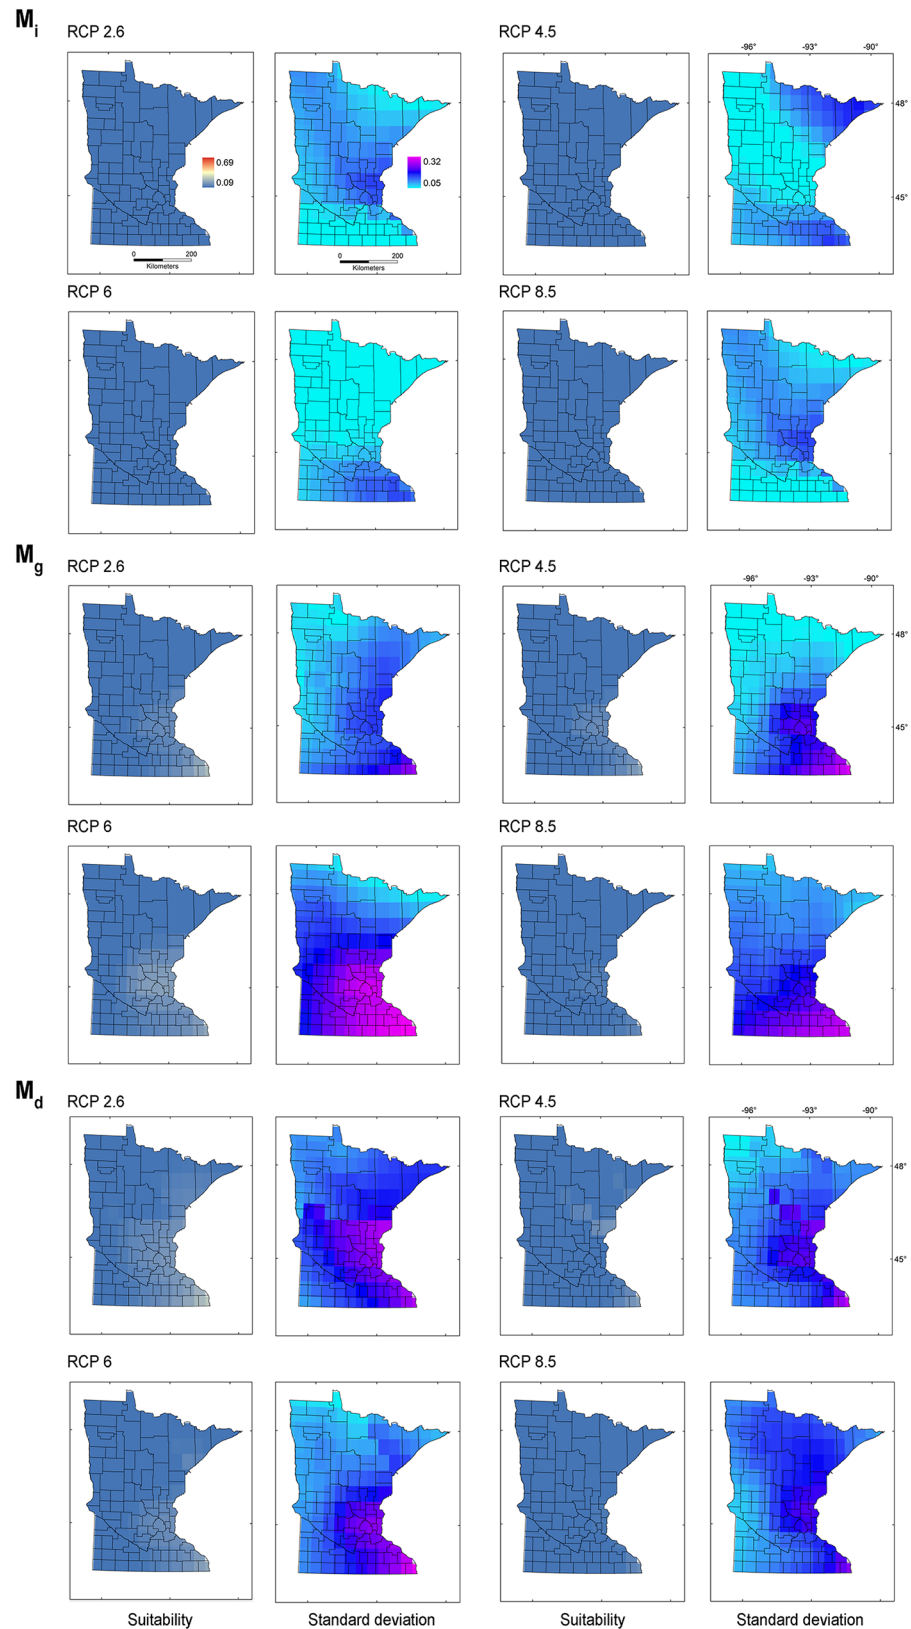 Mi
RCP 2.6
RCP 4.5
-96° -93° -90°
48°
45°
0.69
0.09
0.32
0.05
0 200
Kilometers
0 200
Kilometers
RCP 6
RCP 8.5
Mg
RCP 2.6
RCP 4.5
-96° -93° -90°
48°
45°
RCP 6
RCP 8.5
Md
RCP 2.6
RCP 4.5
-96° -93° -90°
48°
45°
RCP 6
RCP 8.5
Suitability
Standard deviation
Suitability
Standard deviation